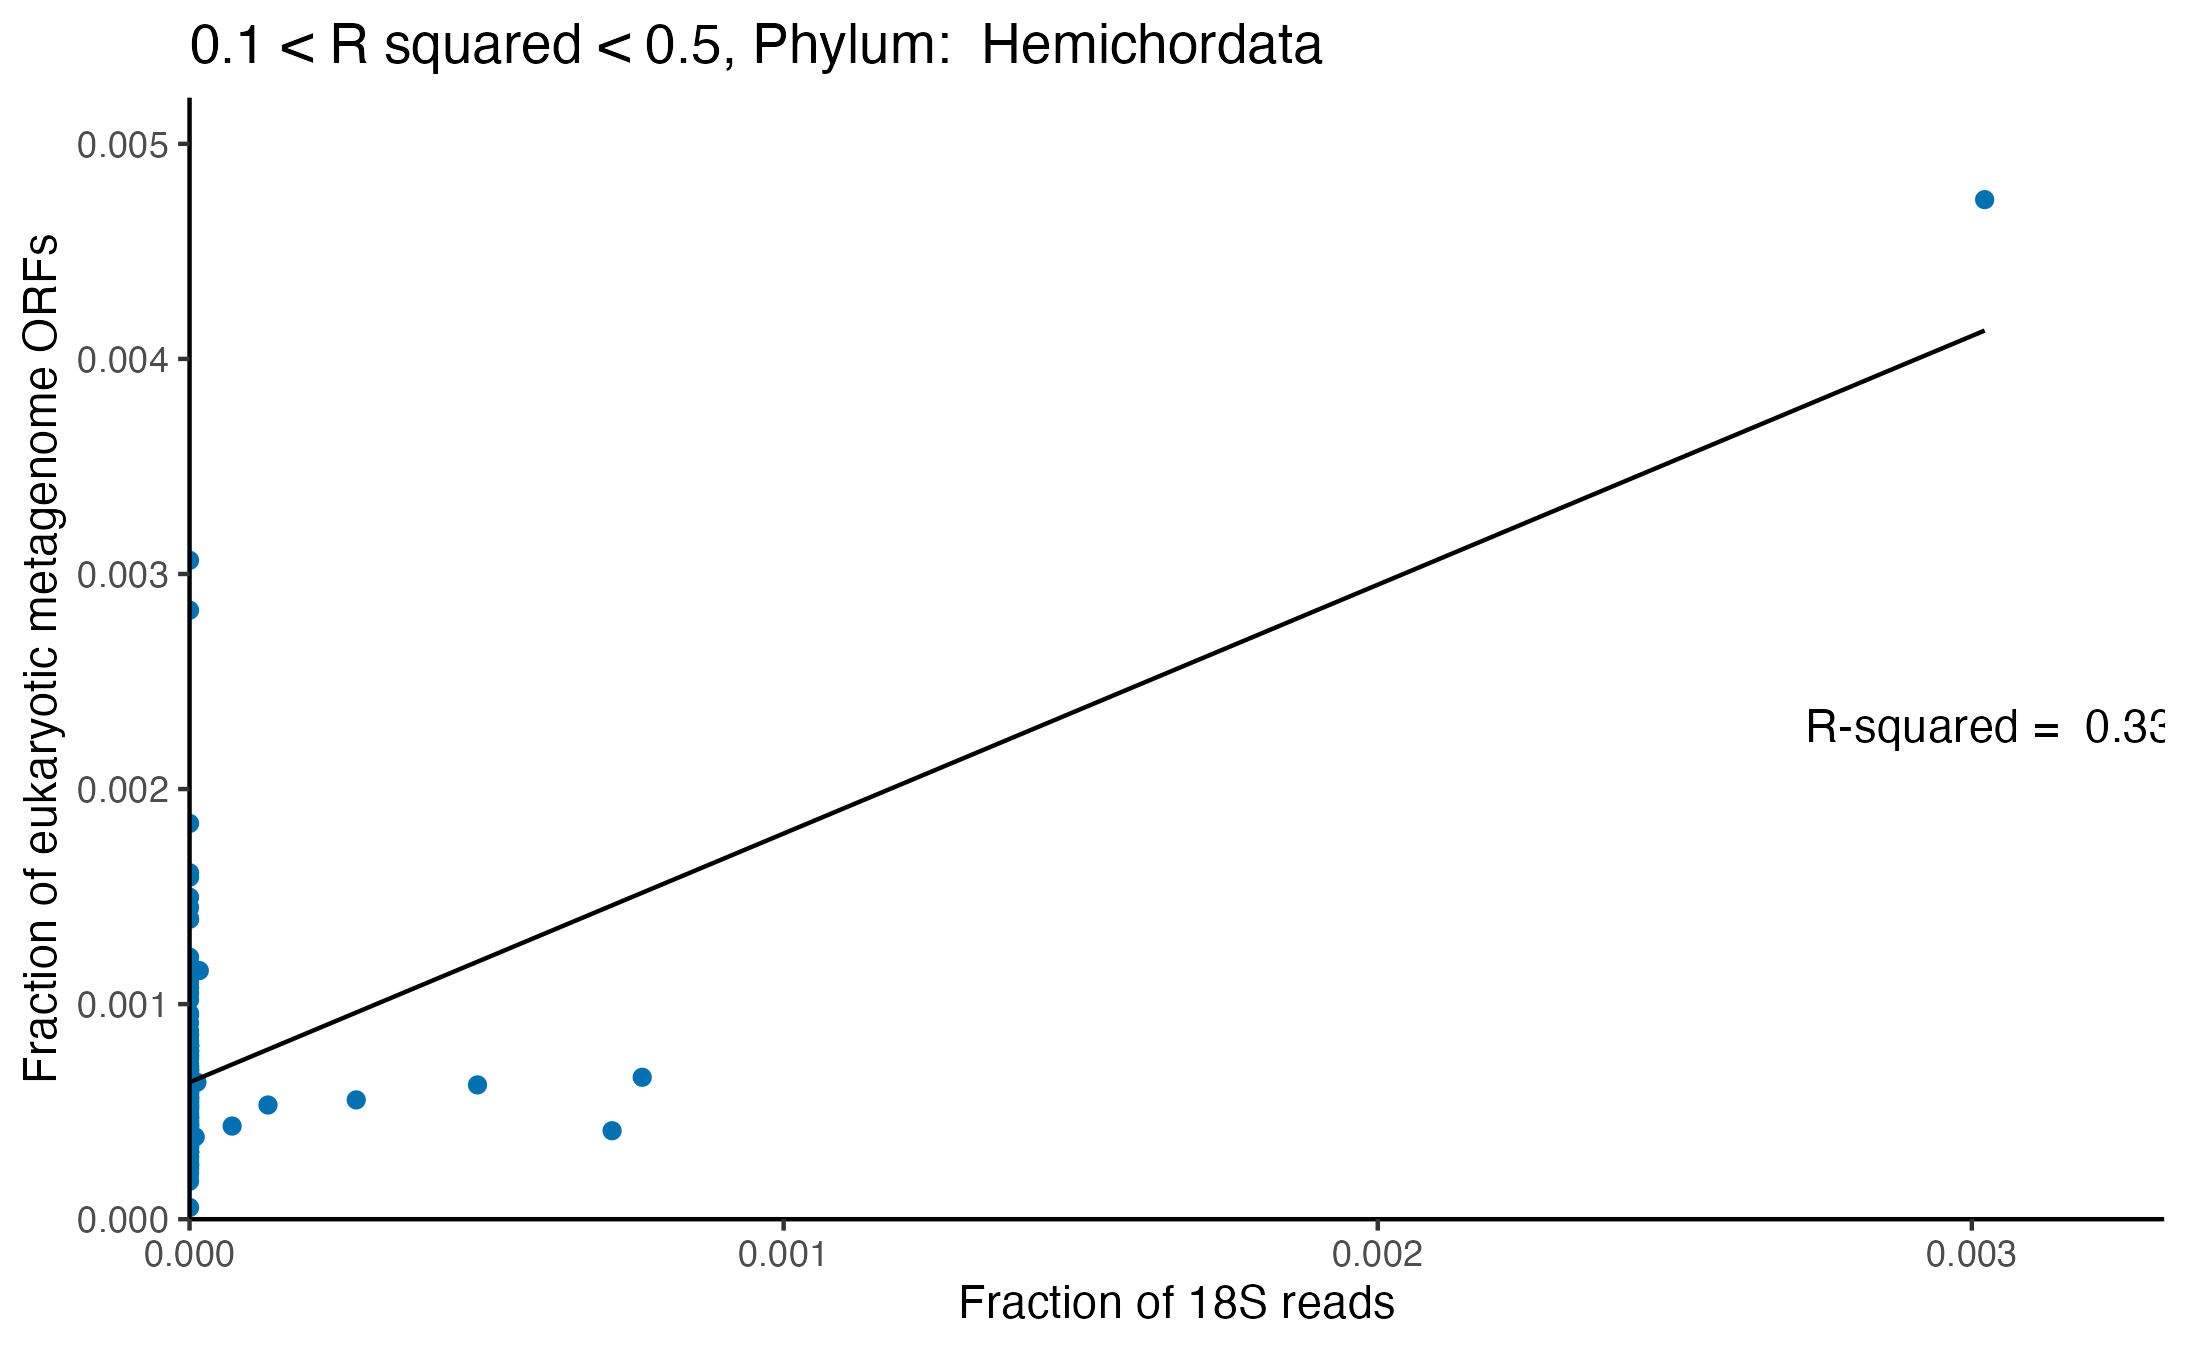 0.1 < R squared < 0.5, Phylum:  Hemichordata
Fraction of eukaryotic metagenome ORFs
0.005
0.004
0.003
0.002
0.001
0.000
R-squared =  0.33
0.000
0.001
0.002
0.003
Fraction of 18S reads